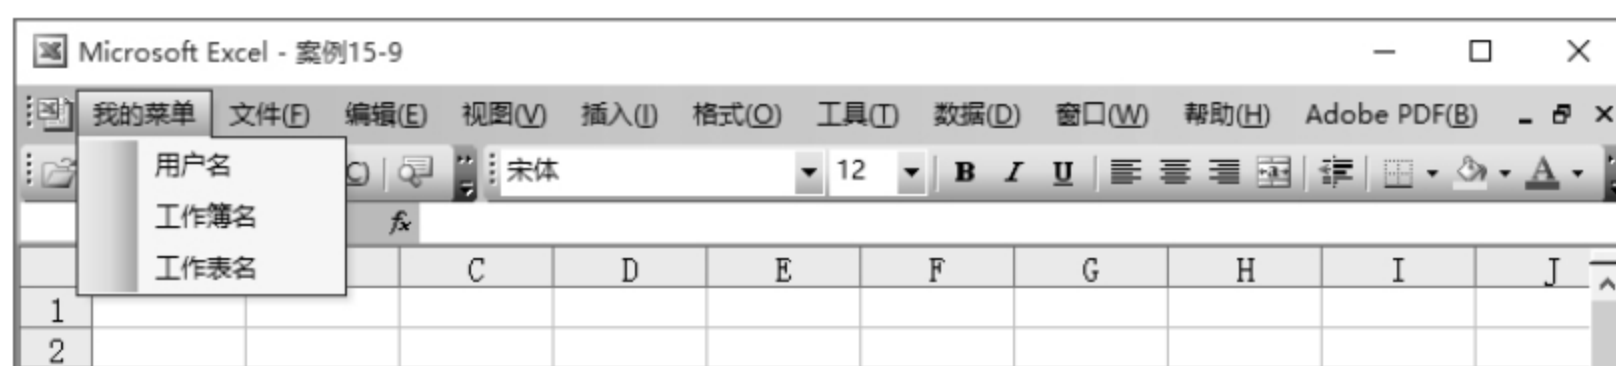 Microsoft Excel - 案例15-9
我的菜单 文件(F) 编辑(E) 视图(V) 插入(I) 格式(O) 工具(T) 数据(D) 窗口(W) 帮助(H) Adobe PDF(B)
用户名
C) 宋体 12 B I U A
工作簿名 fx
工作表名
C D E F G H I J
1
2